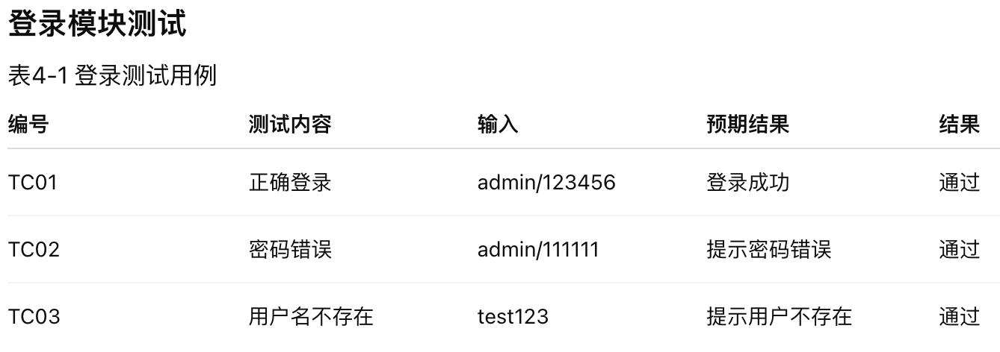 登录模块测试
表4-1 登录测试用例
编号 测试内容 输入 预期结果 结果
TC01 正确登录 admin/123456 登录成功 通过
TC02 密码错误 admin/111111 提示密码错误 通过
TC03 用户名不存在 test123 提示用户不存在 通过